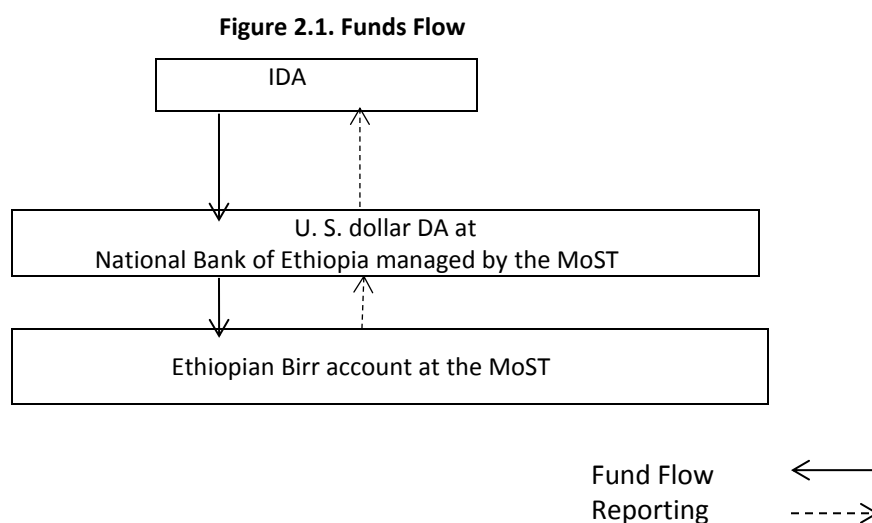 Figure 2.1. Funds Flow
IDA
U. S. dollar DA at
National Bank of Ethiopia managed by the MoST
Ethiopian Birr account at the MoST
Fund Flow
Reporting